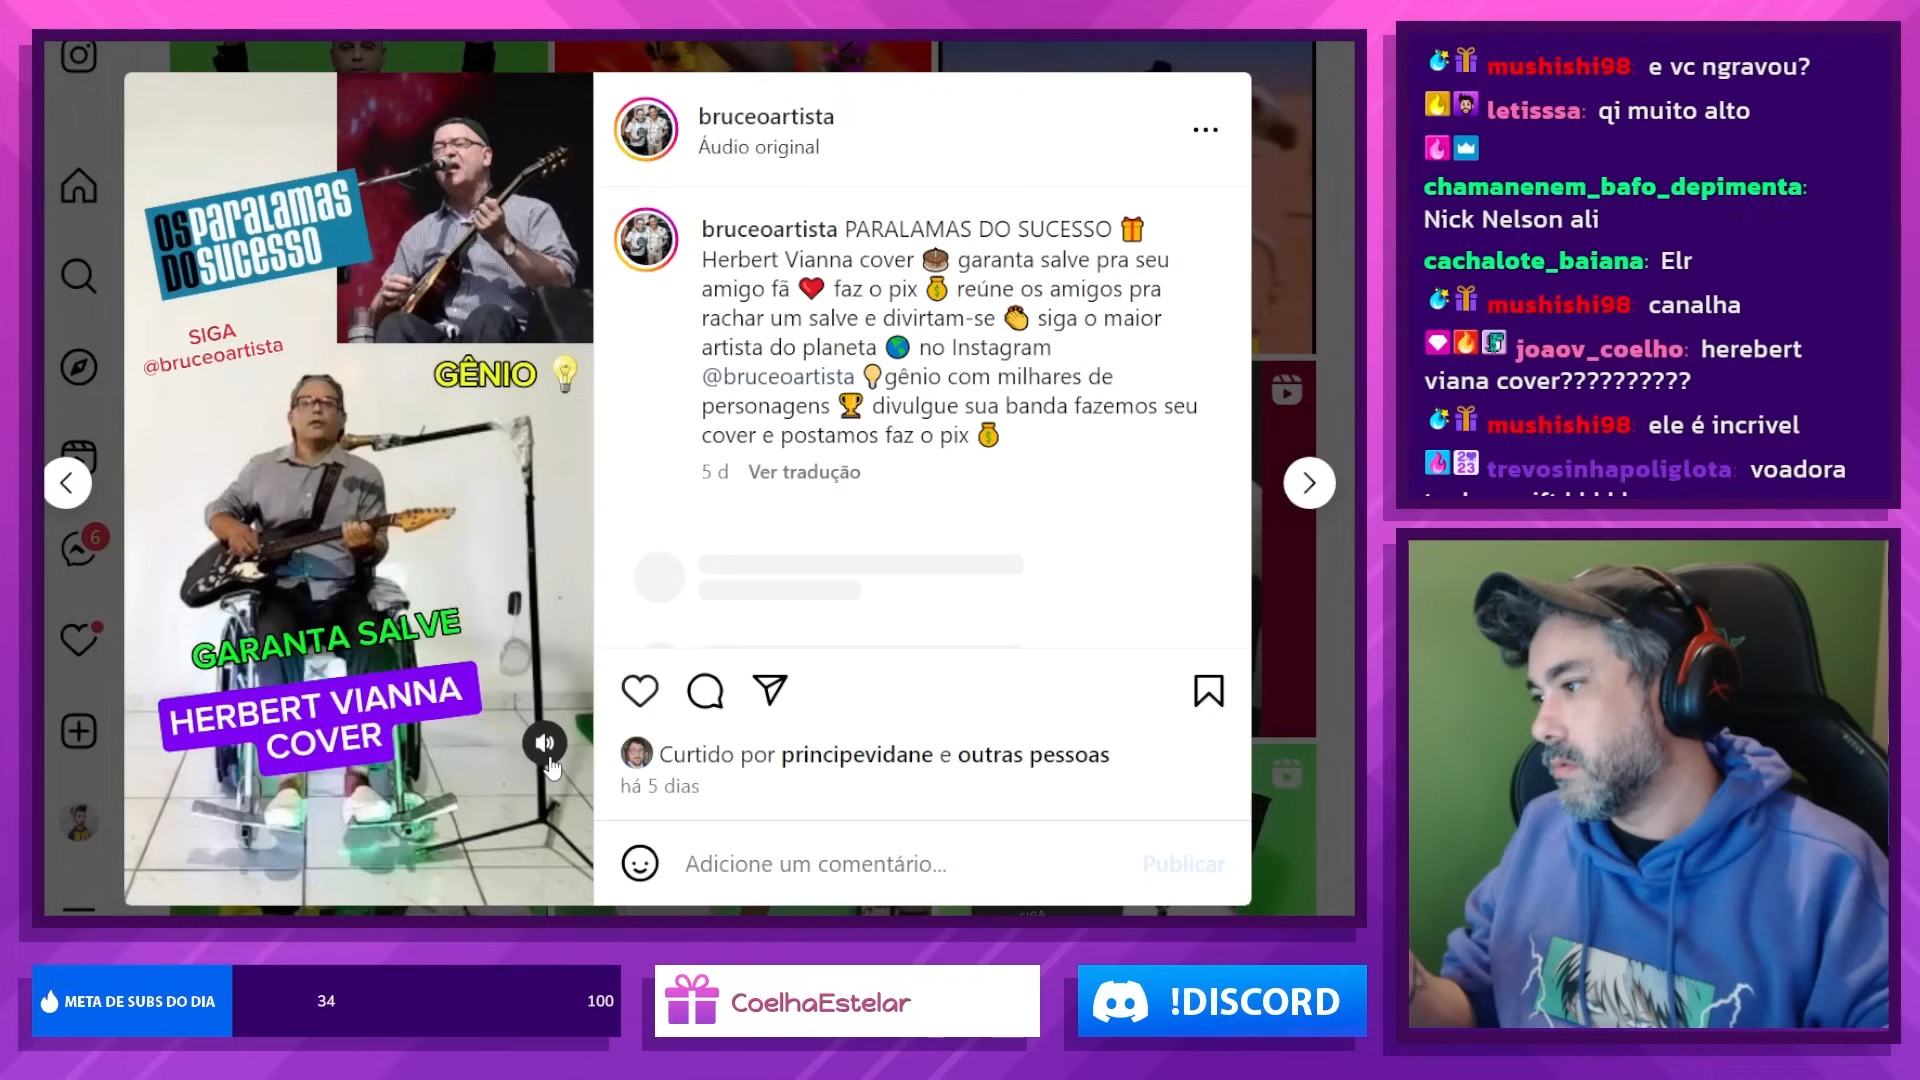 OS PARALAMAS
DO SUCESSO
SIGA
@bruceoartista
GÊNIO
GARANTA SALVE
HERBERT VIANNA
COVER
6
bruceoartista
Áudio original
bruceoartista PARALAMAS DO SUCESSO 🎁
Herbert Vianna cover 🎂 garanta salve pra seu
amigo fã ❤️ faz o pix 💰 reúne os amigos pra
rachar um salve e divirtam-se 👏 siga o maior
artista do planeta 🌎 no Instagram
@bruceoartista 💡gênio com milhares de
personagens 🏆 divulgue sua banda fazemos seu
cover e postamos faz o pix 💰
5 d Ver tradução
Curtido por principevidane e outras pessoas
há 5 dias
Adicione um comentário...
Publicar
mushishi98: e vc ngravou?
letisssa: qi muito alto
chamanenem_bafo_depimenta:
Nick Nelson ali
cachalote_baiana: Elr
mushishi98: canalha
joaov_coelho: herebert
viana cover??????????
mushishi98: ele é incrivel
trevosinhapoliglota: voadora
META DE SUBS DO DIA
34
100
CoelhaEstelar
!DISCORD